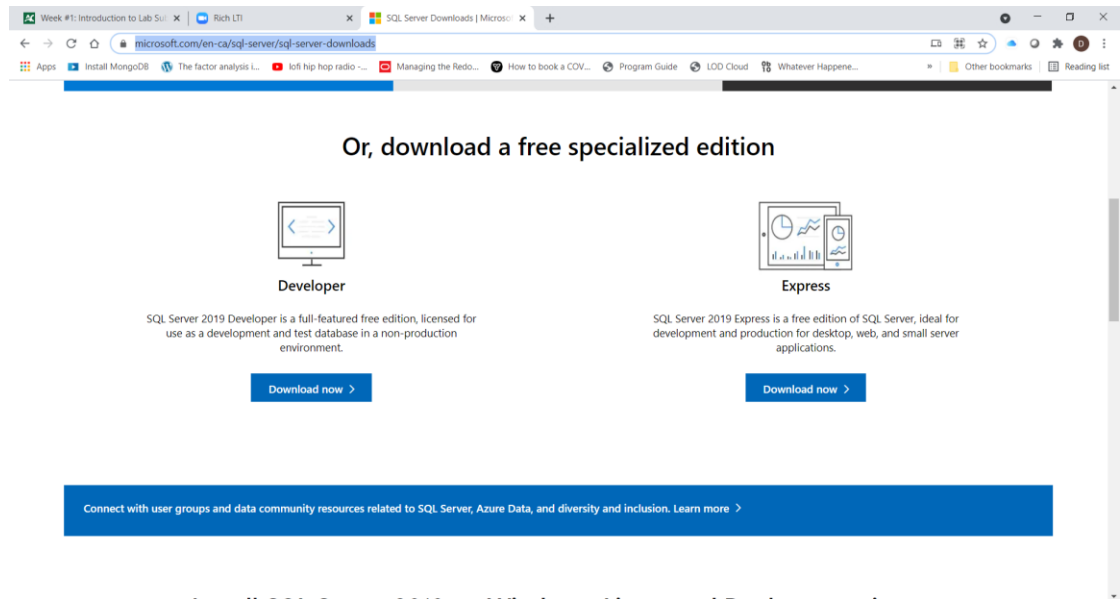 Week #1: Introduction to Lab Sul
Rich LTI
SQL Server Downloads | Microsof
microsoft.com/en-ca/sql-server/sql-server-downloads
Apps
Install MongoDB
The factor analysis i...
lofi hip hop radio -...
Managing the Redo...
How to book a COV...
Program Guide
LOD Cloud
Whatever Happene...
»
Other bookmarks
Reading list
Or, download a free specialized edition
Developer
SQL Server 2019 Developer is a full-featured free edition, licensed for
use as a development and test database in a non-production
environment.
Download now >
Express
SQL Server 2019 Express is a free edition of SQL Server, ideal for
development and production for desktop, web, and small server
applications.
Download now >
Connect with user groups and data community resources related to SQL Server, Azure Data, and diversity and inclusion. Learn more >